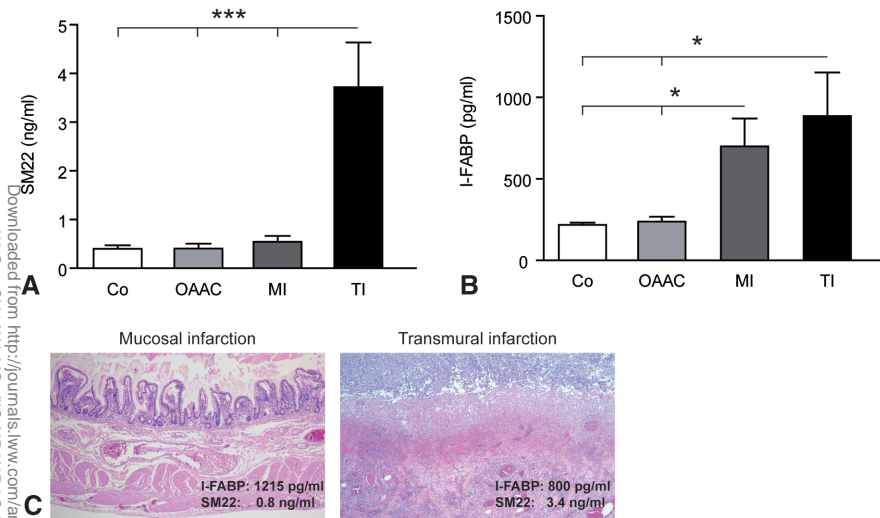 ***
5
4
3
2
1
0
SM22 (ng/ml)
Co
OAAC
MI
TI
A
*
*
1500
1000
500
0
I-FABP (pg/ml)
Co
OAAC
MI
TI
B
Mucosal infarction
Transmural infarction
I-FABP: 1215 pg/ml
SM22: 0.8 ng/ml
I-FABP: 800 pg/ml
SM22: 3.4 ng/ml
C
Downloaded from http://journals.lww.com/a